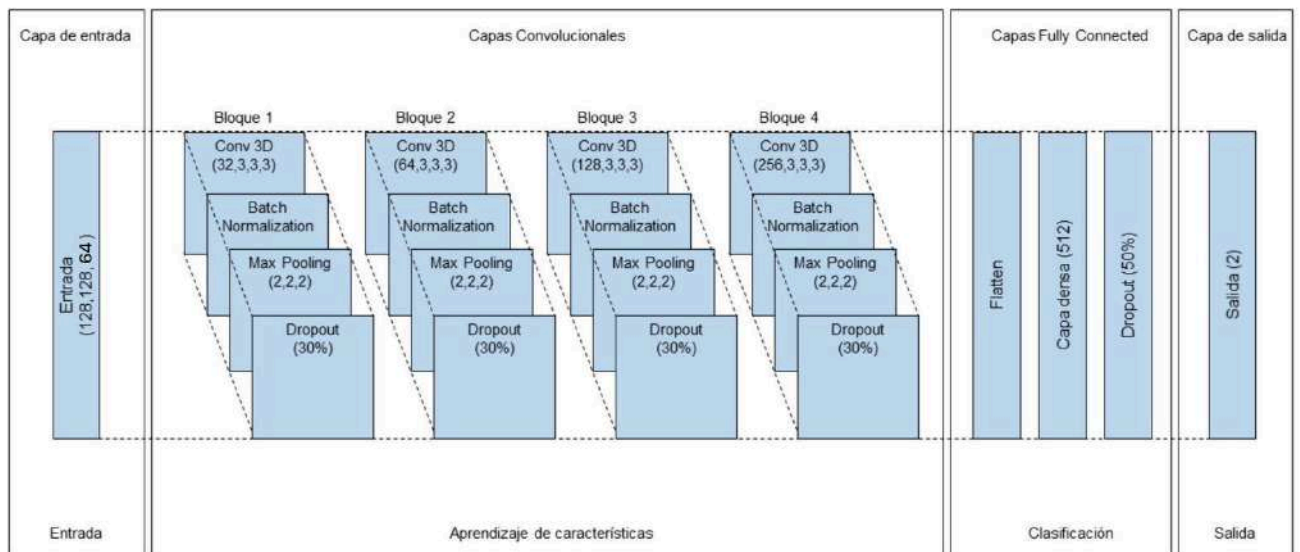 Capa de entrada
Capas Convolucionales
Capas Fully Connected
Capa de salida
Bloque 1
Bloque 2
Bloque 3
Bloque 4
Conv 3D
(32,3,3,3)
Conv 3D
(64,3,3,3)
Conv 3D
(128,3,3,3)
Conv 3D
(256,3,3,3)
Batch
Normalization
Batch
Normalization
Batch
Normalization
Batch
Normalization
Max Pooling
(2,2,2)
Max Pooling
(2,2,2)
Max Pooling
(2,2,2)
Max Pooling
(2,2,2)
Dropout
(30%)
Dropout
(30%)
Dropout
(30%)
Dropout
(30%)
Entrada
(128,128,64)
Flatten
Capa densa (512)
Dropout (50%)
Salida (2)
Entrada
Aprendizaje de características
Clasificación
Salida